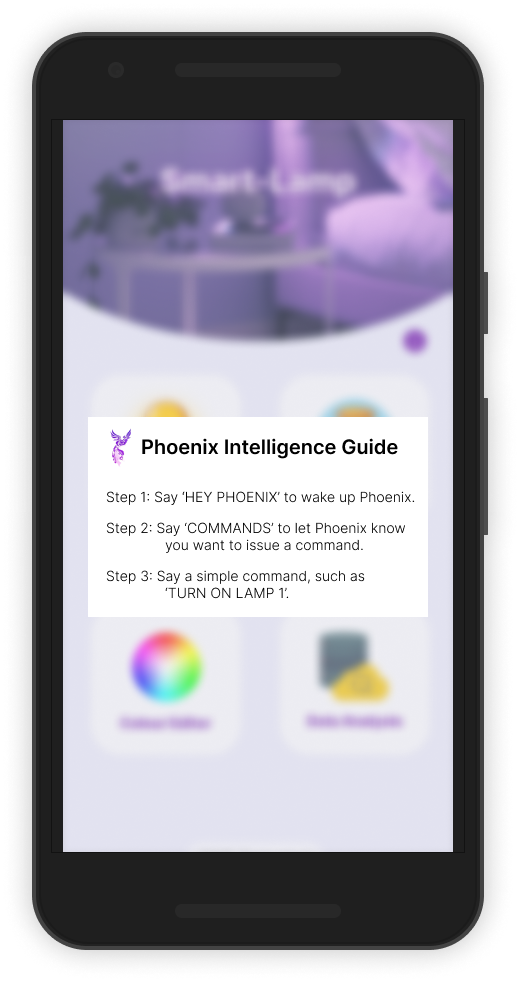 Smart-Lamp
Phoenix Intelligence Guide
Step 1: Say ‘HEY PHOENIX’ to wake up Phoenix.
Step 2: Say ‘COMMANDS’ to let Phoenix know
you want to issue a command.
Step 3: Say a simple command, such as
‘TURN ON LAMP 1’.
Colour Editor
Data Analysis